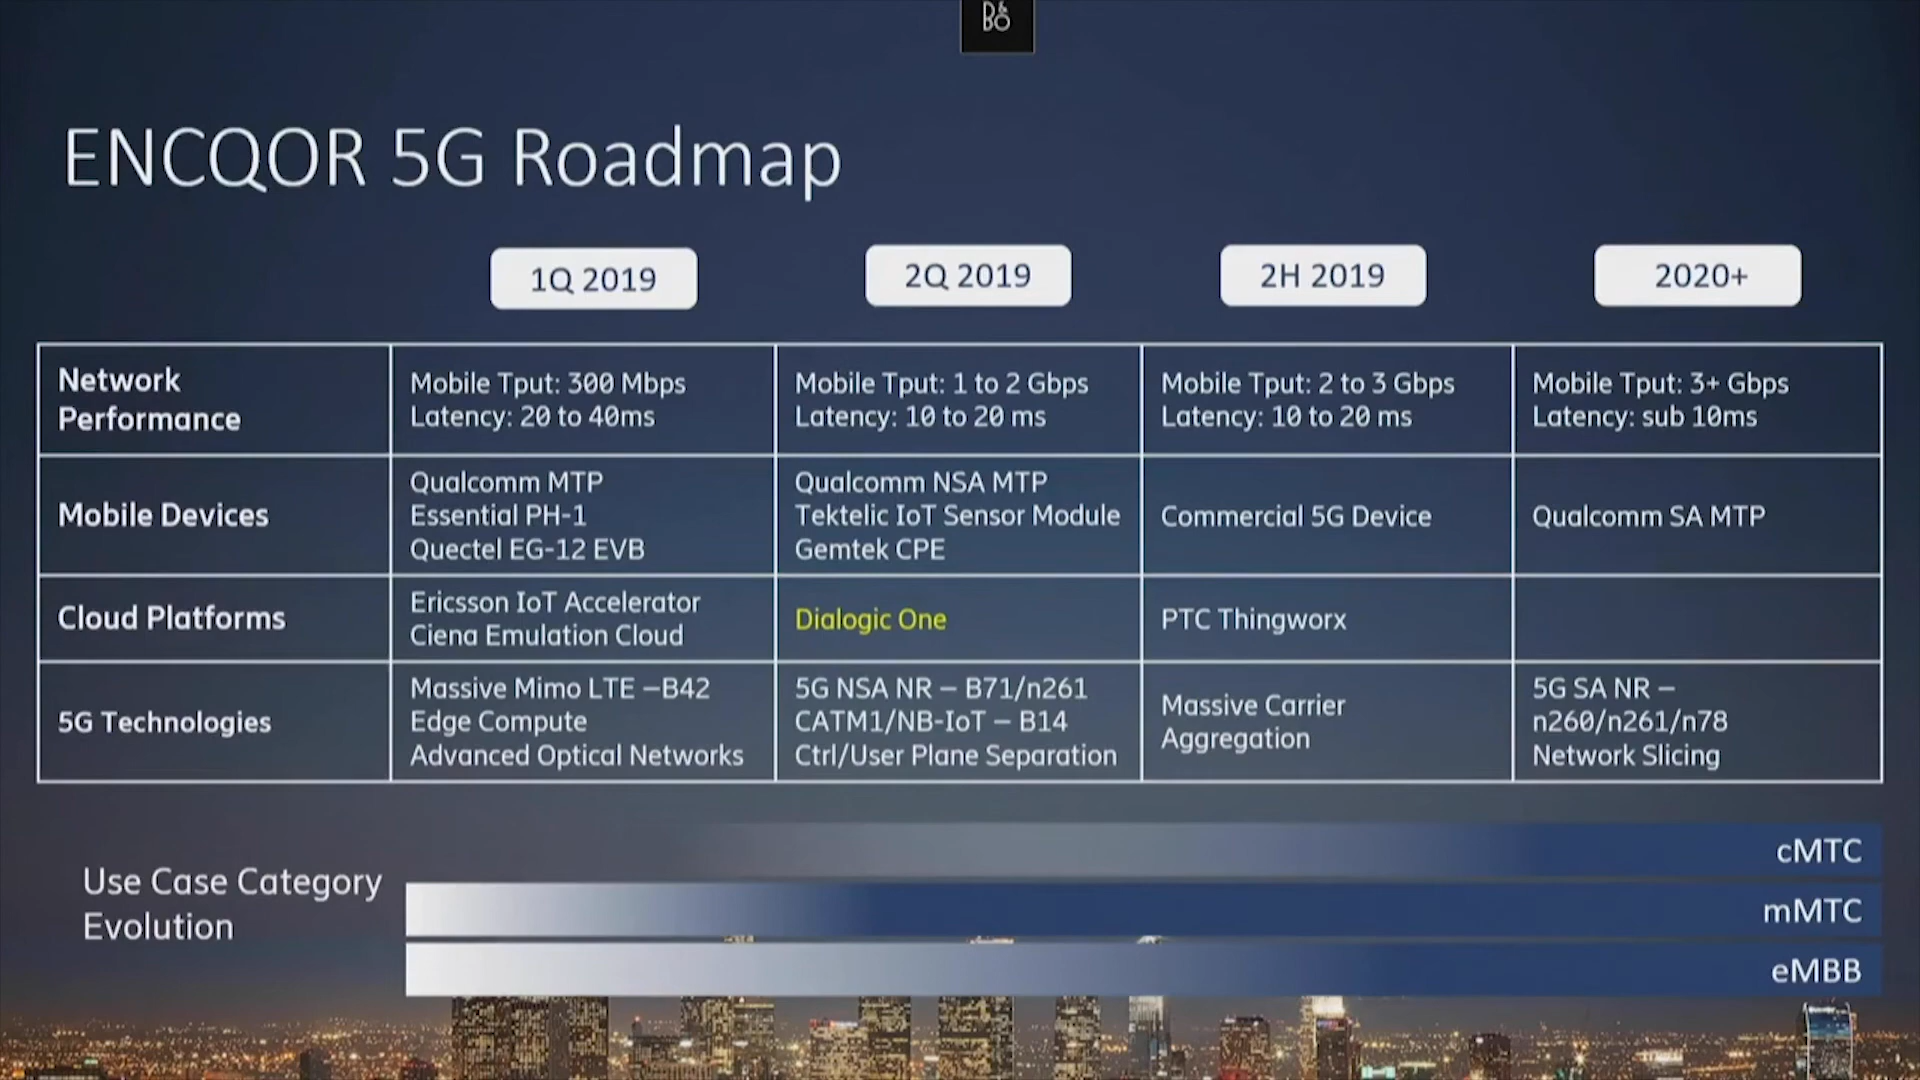 B&O
ENCQOR 5G Roadmap
1Q 2019
2Q 2019
2H 2019
2020+
Network
Performance
Mobile Tput: 300 Mbps
Latency: 20 to 40ms
Mobile Tput: 1 to 2 Gbps
Latency: 10 to 20 ms
Mobile Tput: 2 to 3 Gbps
Latency: 10 to 20 ms
Mobile Tput: 3+ Gbps
Latency: sub 10ms
Mobile Devices
Qualcomm MTP
Essential PH-1
Quectel EG-12 EVB
Qualcomm NSA MTP
Tektelic IoT Sensor Module
Gemtek CPE
Commercial 5G Device
Qualcomm SA MTP
Cloud Platforms
Ericsson IoT Accelerator
Ciena Emulation Cloud
Dialogic One
PTC Thingworx
5G Technologies
Massive Mimo LTE –B42
Edge Compute
Advanced Optical Networks
5G NSA NR – B71/n261
CATM1/NB-IoT – B14
Ctrl/User Plane Separation
Massive Carrier
Aggregation
5G SA NR –
n260/n261/n78
Network Slicing
Use Case Category
Evolution
cMTC
mMTC
eMBB